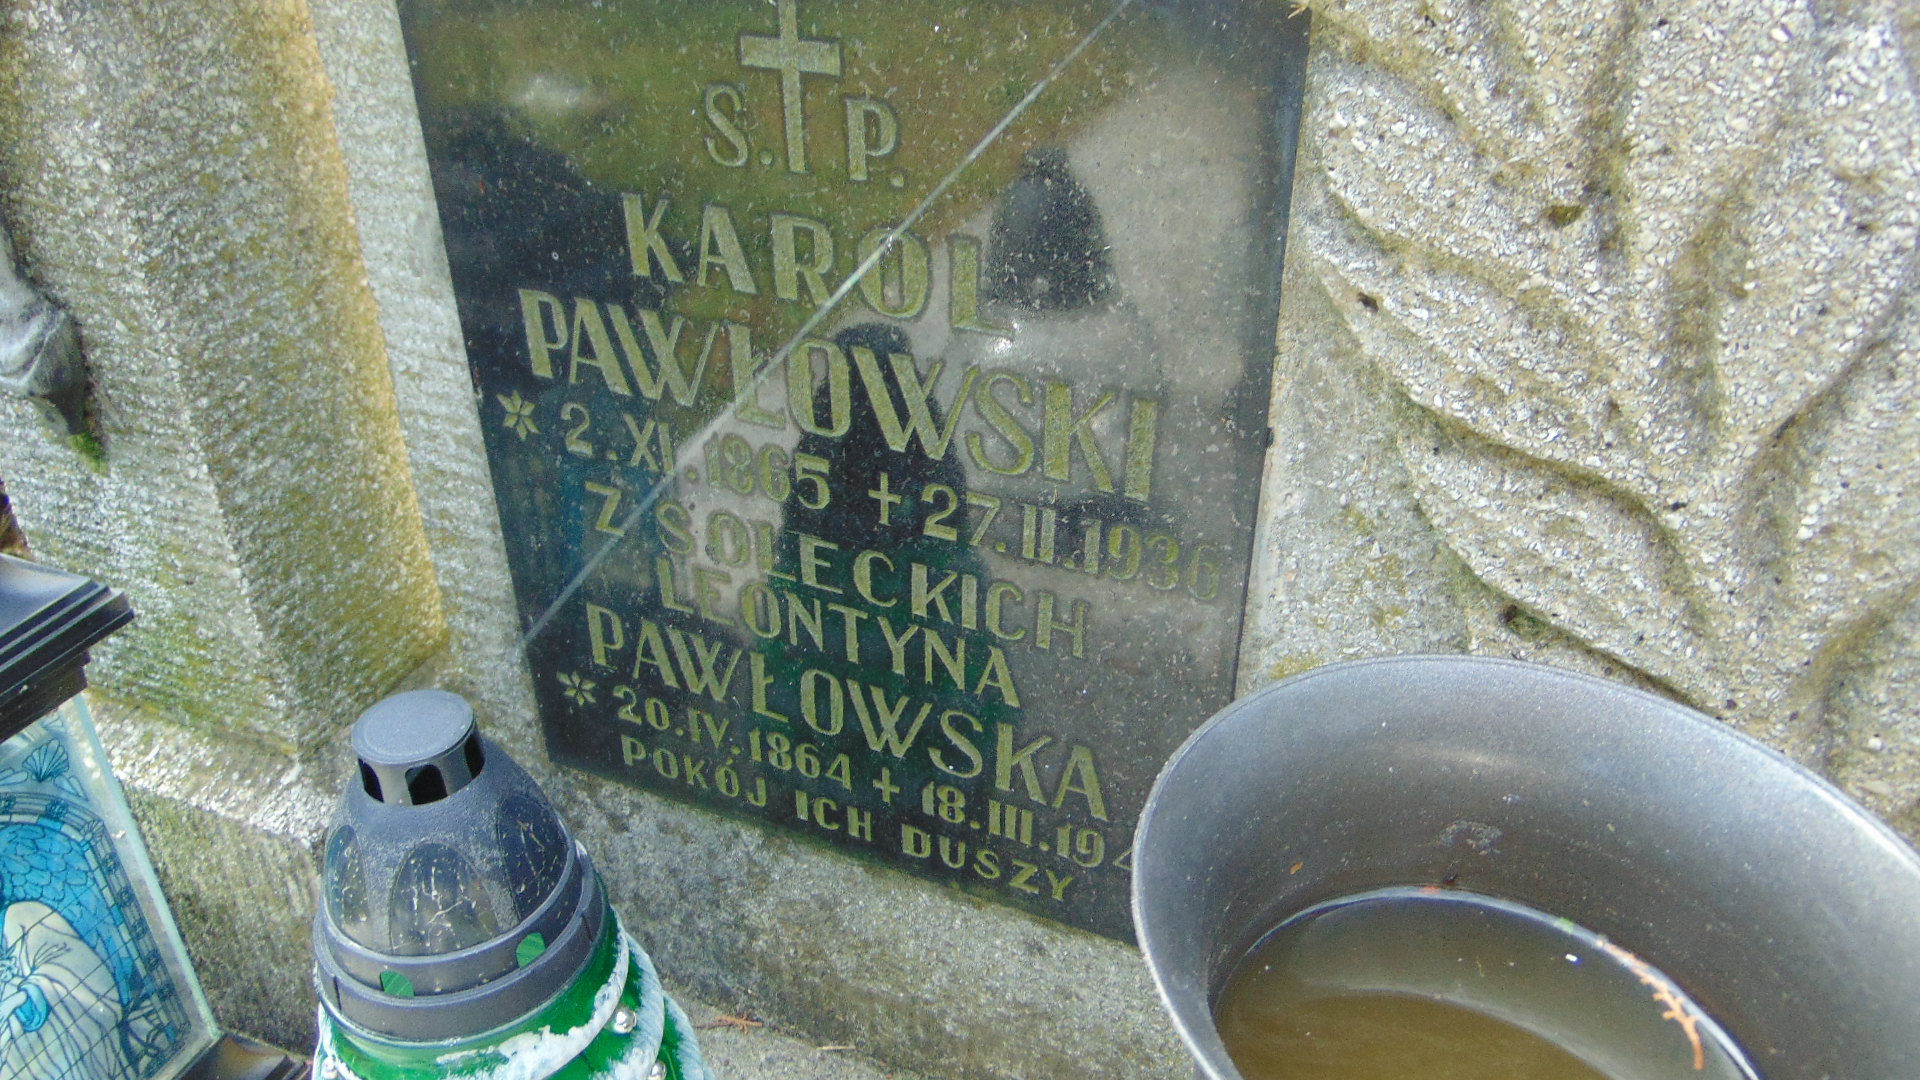 S. P.
KAROL
PAWŁOWSKI
* 2.XI.1865 + 27.II.1936
Z SOLECKICH
LEONTYNA
PAWŁOWSKA
* 20.IV.1864 + 18.III.194
POKÓJ ICH DUSZY